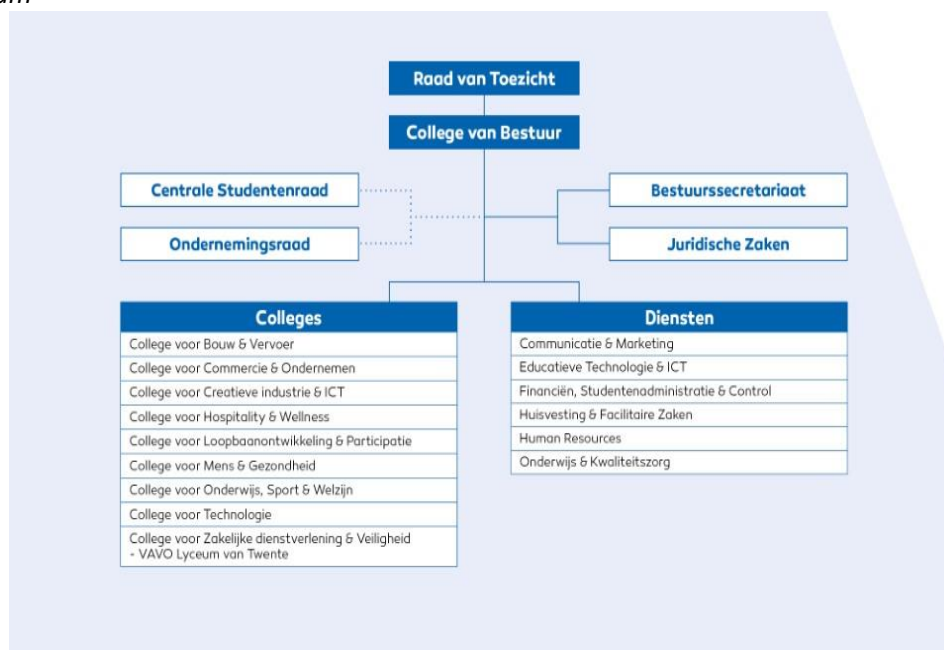 Raad van Toezicht
College van Bestuur
Centrale Studentenraad
Bestuurssecretariaat
Ondernemingsraad
Juridische Zaken
Colleges
College voor Bouw & Vervoer
College voor Commercie & Ondernemen
College voor Creatieve industrie & ICT
College voor Hospitality & Wellness
College voor Loopbaanontwikkeling & Participatie
College voor Mens & Gezondheid
College voor Onderwijs, Sport & Welzijn
College voor Technologie
College voor Zakelijke dienstverlening & Veiligheid
- VAVO Lyceum van Twente
Diensten
Communicatie & Marketing
Educatieve Technologie & ICT
Financiën, Studentenadministratie & Control
Huisvesting & Facilitaire Zaken
Human Resources
Onderwijs & Kwaliteitszorg